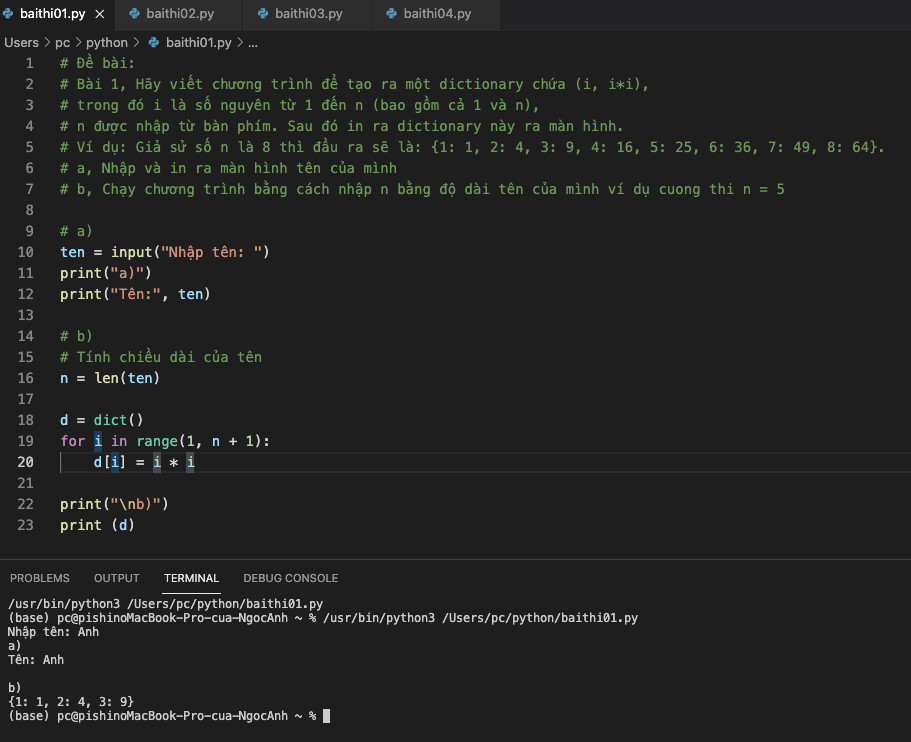 baithi01.py × baithi02.py baithi03.py baithi04.py
Users > pc > python > baithi01.py > ...
1 # Đề bài:
2 # Bài 1, Hãy viết chương trình để tạo ra một dictionary chứa (i, i*i),
3 # trong đó i là số nguyên từ 1 đến n (bao gồm cả 1 và n),
4 # n được nhập từ bàn phím. Sau đó in ra dictionary này ra màn hình.
5 # Ví dụ: Giả sử số n là 8 thì đầu ra sẽ là: {1: 1, 2: 4, 3: 9, 4: 16, 5: 25, 6: 36, 7: 49, 8: 64}.
6 # a, Nhập và in ra màn hình tên của mình
7 # b, Chạy chương trình bằng cách nhập n bằng độ dài tên của mình ví dụ cuong thi n = 5
8
9 # a)
10 ten = input("Nhập tên: ")
11 print("a)")
12 print("Tên:", ten)
13
14 # b)
15 # Tính chiều dài của tên
16 n = len(ten)
17
18 d = dict()
19 for i in range(1, n + 1):
20 d[i] = i * i
21
22 print("\nb)")
23 print (d)
PROBLEMS OUTPUT TERMINAL DEBUG CONSOLE
/usr/bin/python3 /Users/pc/python/baithi01.py
(base) pc@pishinoMacBook-Pro-cua-NgocAnh ~ % /usr/bin/python3 /Users/pc/python/baithi01.py
Nhập tên: Anh
a)
Tên: Anh
b)
{1: 1, 2: 4, 3: 9}
(base) pc@pishinoMacBook-Pro-cua-NgocAnh ~ %